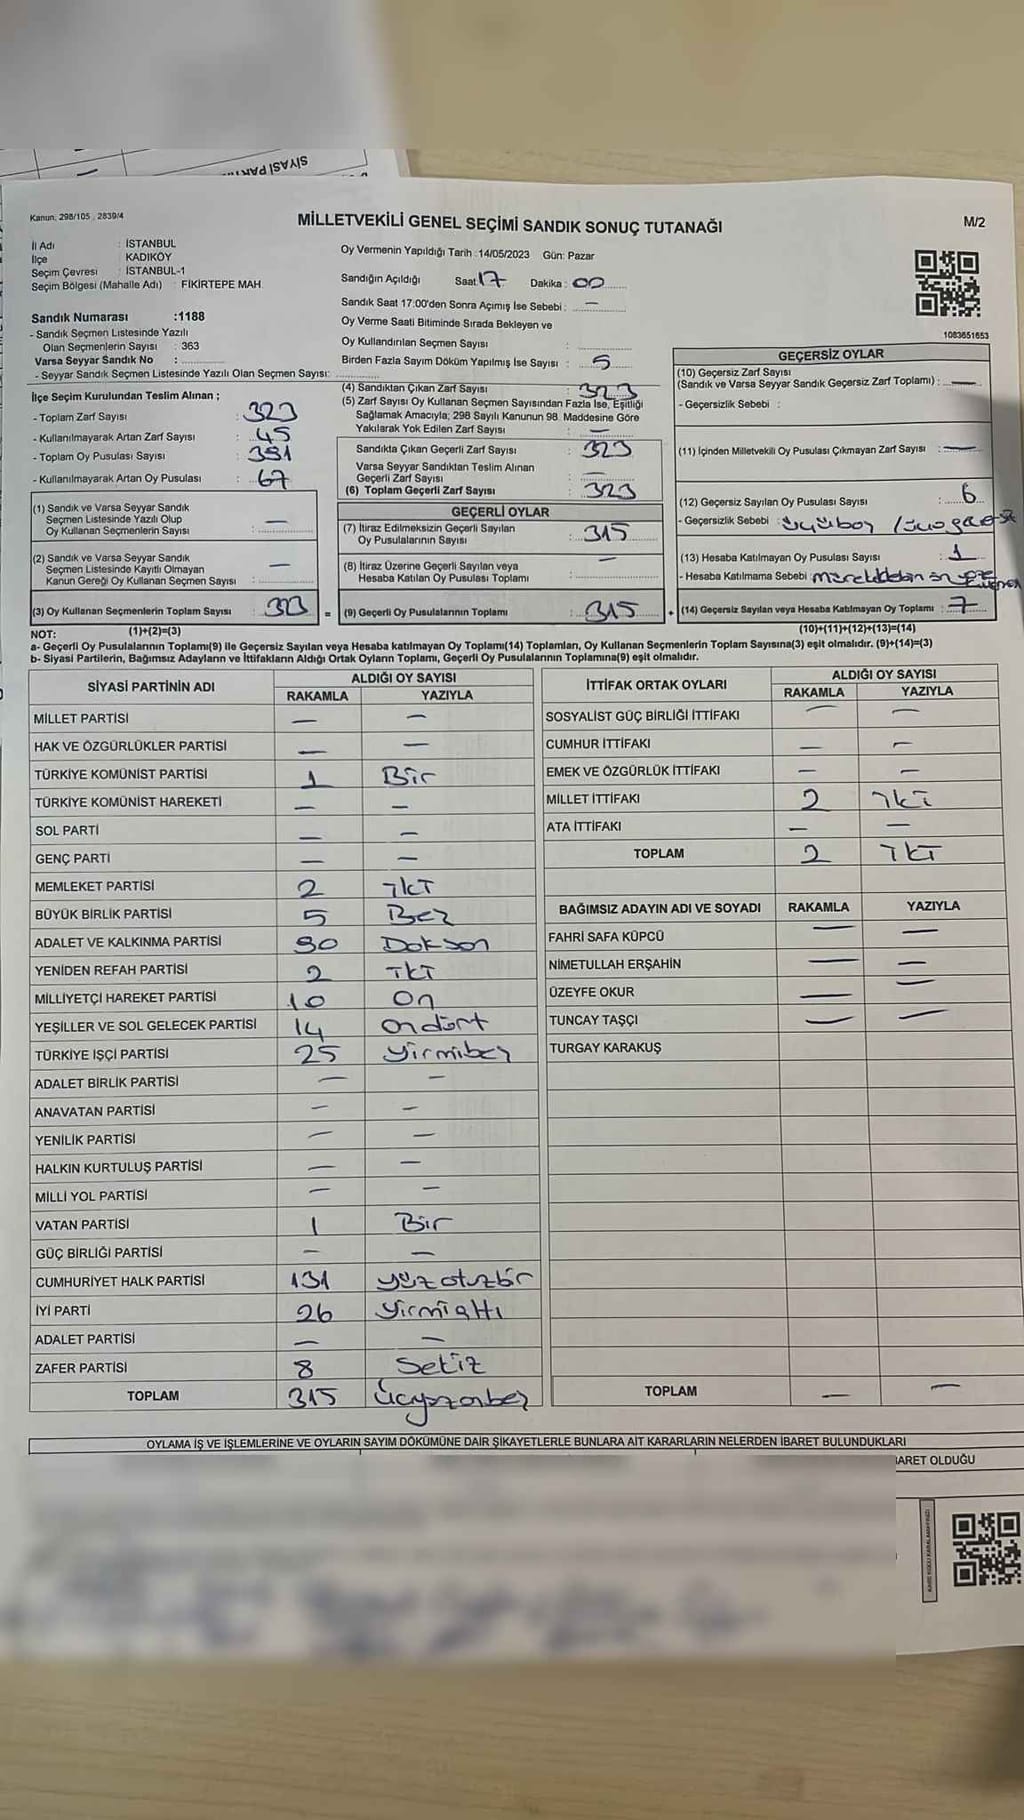 SİYASİ PARTİ
Kanun: 298/105 , 2839/4
MİLLETVEKİLİ GENEL SEÇİMİ SANDIK SONUÇ TUTANAĞI
M/2
İl Adı : İSTANBUL
İlçe KADIKÖY
Seçim Çevresi : İSTANBUL-1
Seçim Bölgesi (Mahalle Adı) : FİKİRTEPE MAH.
Sandık Numarası :1188
- Sandık Seçmen Listesinde Yazılı
Olan Seçmenlerin Sayısı : 363
Varsa Seyyar Sandık No :
- Seyyar Sandık Seçmen Listesinde Yazılı Olan Seçmen Sayısı:
Oy Vermenin Yapıldığı Tarih :14/05/2023 Gün: Pazar
Sandığın Açıldığı Saat 17 Dakika : 00
Sandık Saat 17:00'den Sonra Açımış İse Sebebi : —
Oy Verme Saati Bitiminde Sırada Bekleyen ve
Oy Kullandırılan Seçmen Sayısı :
Birden Fazla Sayım Döküm Yapılmış İse Sayısı : 5
1083651653
İlçe Seçim Kurulundan Teslim Alınan ;
- Toplam Zarf Sayısı : 323
- Kullanılmayarak Artan Zarf Sayısı : 45
- Toplam Oy Pusulası Sayısı : 391
- Kullanılmayarak Artan Oy Pusulası : 67
(1) Sandık ve Varsa Seyyar Sandık
Seçmen Listesinde Yazılı Olup
Oy Kullanan Seçmenlerin Sayısı : —
(2) Sandık ve Varsa Seyyar Sandık
Seçmen Listesinde Kayıtlı Olmayan
Kanun Gereği Oy Kullanan Seçmen Sayısı : —
(3) Oy Kullanan Seçmenlerin Toplam Sayısı =
(4) Sandıktan Çıkan Zarf Sayısı : 323
(5) Zarf Sayısı Oy Kullanan Seçmen Sayısından Fazla İse, Eşitliği
Sağlamak Amacıyla; 298 Sayılı Kanunun 98. Maddesine Göre
Yakılarak Yok Edilen Zarf Sayısı : —
Sandıkta Çıkan Geçerli Zarf Sayısı : 323
Varsa Seyyar Sandıktan Teslim Alınan
Geçerli Zarf Sayısı : —
(6) Toplam Geçerli Zarf Sayısı : 323
GEÇERLİ OYLAR
(7) İtiraz Edilmeksizin Geçerli Sayılan
Oy Pusulalarının Sayısı : 315
(8) İtiraz Üzerine Geçerli Sayılan veya
Hesaba Katılan Oy Pusulası Toplamı : —
(9) Geçerli Oy Pusulalarının Toplamı : 315 +
GEÇERSİZ OYLAR
(10) Geçersiz Zarf Sayısı
(Sandık ve Varsa Seyyar Sandık Geçersiz Zarf Toplamı) : —
- Geçersizlik Sebebi :
(11) İçinden Milletvekili Oy Pusulası Çıkmayan Zarf Sayısı : —
(12) Geçersiz Sayılan Oy Pusulası Sayısı : 6
- Geçersizlik Sebebi :
(13) Hesaba Katılmayan Oy Pusulası Sayısı : 1
- Hesaba Katılmama Sebebi :
(14) Geçersiz Sayılan veya Hesaba Katılmayan Oy Toplamı : 7
NOT: (1)+(2)=(3) (10)+(11)+(12)+(13)=(14)
a- Geçerli Oy Pusulalarının Toplamı(9) ile Geçersiz Sayılan veya Hesaba katılmayan Oy Toplamı(14) Toplamları, Oy Kullanan Seçmenlerin Toplam Sayısına(3) eşit olmalıdır. (9)+(14)=(3)
b- Siyasi Partilerin, Bağımsız Adayların ve İttifakların Aldığı Ortak Oyların Toplamı, Geçerli Oy Pusulalarının Toplamına(9) eşit olmalıdır.
SİYASİ PARTİNİN ADI ALDIĞI OY SAYISI
RAKAMLA YAZIYLA
MİLLET PARTİSİ — —
HAK VE ÖZGÜRLÜKLER PARTİSİ — —
TÜRKİYE KOMÜNİST PARTİSİ 1 Bir
TÜRKİYE KOMÜNİST HAREKETİ — —
SOL PARTİ — —
GENÇ PARTİ — —
MEMLEKET PARTİSİ 2 İki
BÜYÜK BİRLİK PARTİSİ 5 Beş
ADALET VE KALKINMA PARTİSİ 90 Doksan
YENİDEN REFAH PARTİSİ 2 İki
MİLLİYETÇİ HAREKET PARTİSİ 10 On
YEŞİLLER VE SOL GELECEK PARTİSİ 14 Ondört
TÜRKİYE İŞÇİ PARTİSİ 25 Yirmibeş
ADALET BİRLİK PARTİSİ — —
ANAVATAN PARTİSİ — —
YENİLİK PARTİSİ — —
HALKIN KURTULUŞ PARTİSİ — —
MİLLİ YOL PARTİSİ — —
VATAN PARTİSİ 1 Bir
GÜÇ BİRLİĞİ PARTİSİ — —
CUMHURİYET HALK PARTİSİ 131 yüzotuzbir
İYİ PARTİ 26 Yirmialtı
ADALET PARTİSİ — —
ZAFER PARTİSİ 8 Sekiz
TOPLAM 315 Üçyüzonbeş
İTTİFAK ORTAK OYLARI ALDIĞI OY SAYISI
RAKAMLA YAZIYLA
SOSYALİST GÜÇ BİRLİĞİ İTTİFAKI — —
CUMHUR İTTİFAKI — —
EMEK VE ÖZGÜRLÜK İTTİFAKI — —
MİLLET İTTİFAKI 2 İki
ATA İTTİFAKI — —
TOPLAM 2 İki
BAĞIMSIZ ADAYIN ADI VE SOYADI RAKAMLA YAZIYLA
FAHRİ SAFA KÜPCÜ — —
NİMETULLAH ERŞAHİN — —
ÜZEYFE OKUR — —
TUNCAY TAŞÇI — —
TURGAY KARAKUŞ
TOPLAM — —
OYLAMA İŞ VE İŞLEMLERİNE VE OYLARIN SAYIM DÖKÜMÜNE DAİR ŞİKAYETLERLE BUNLARA AİT KARARLARIN NELERDEN İBARET BULUNDUKLARI
BARET OLDUĞU